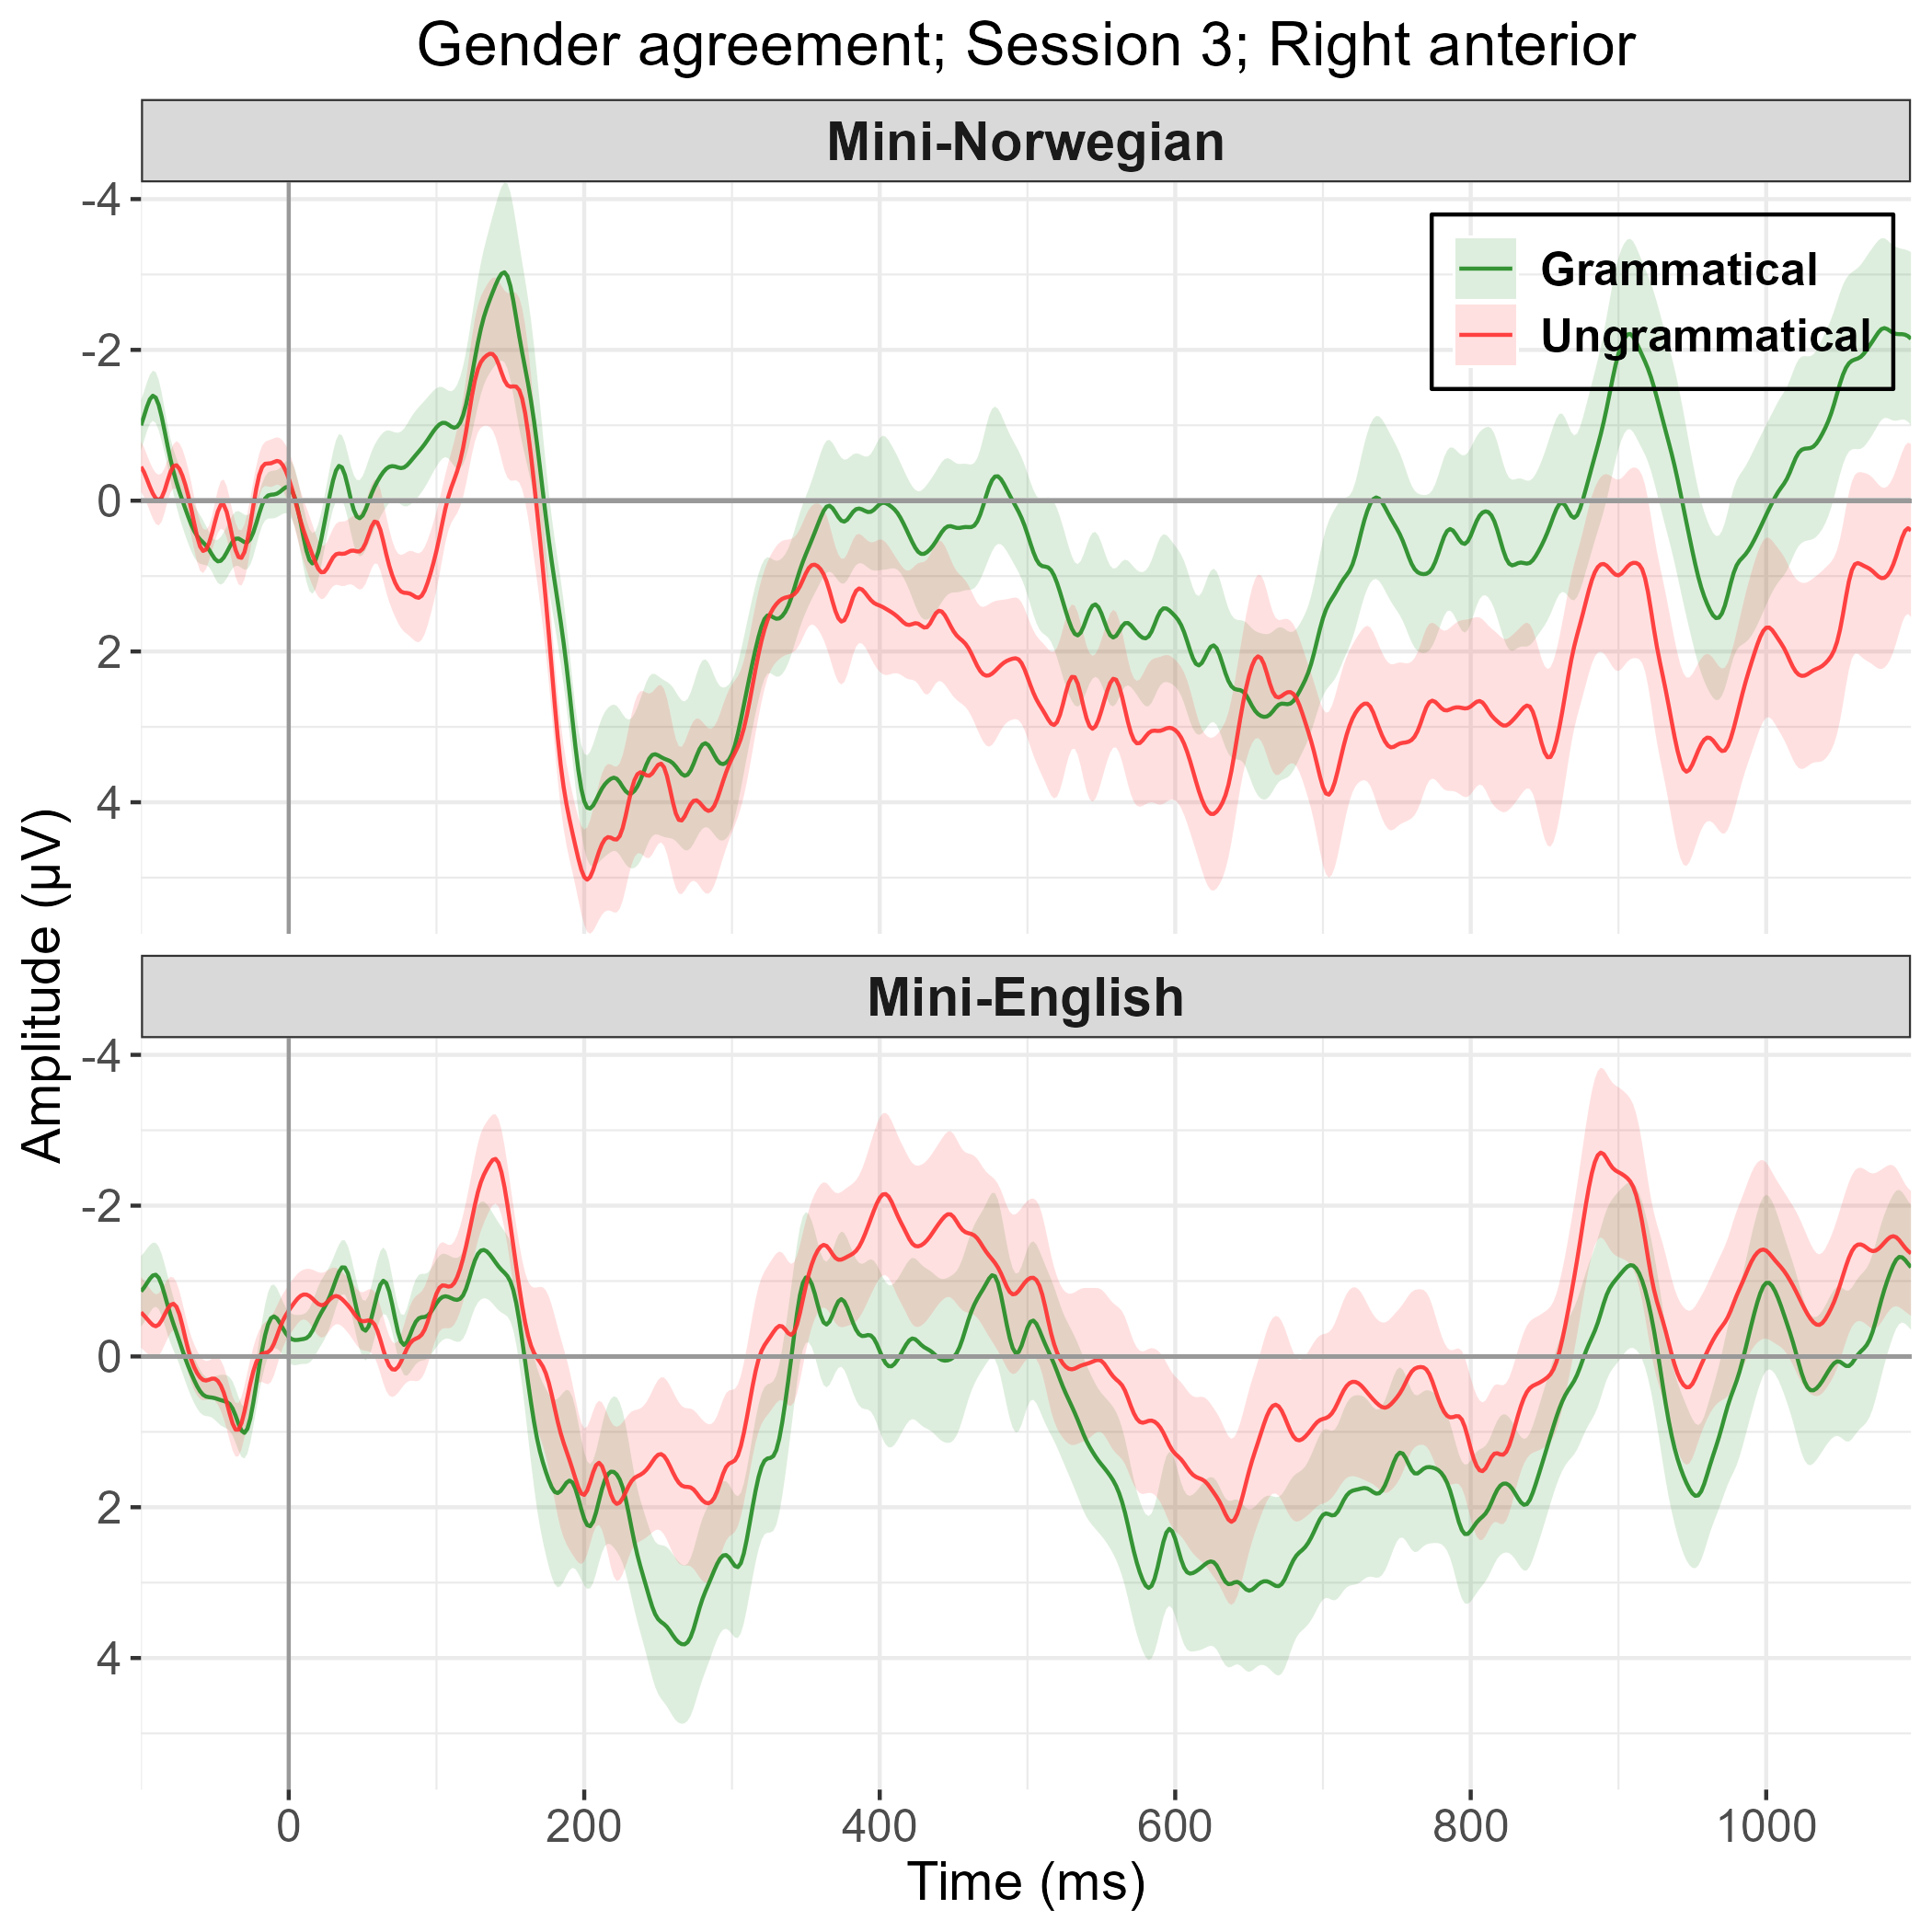 Gender agreement; Session 3; Right anterior
Mini-Norwegian
Grammatical
Ungrammatical
-4
-2
0
2
4
Mini-English
-4
-2
0
2
4
Amplitude (µV)
0 200 400 600 800 1000
Time (ms)